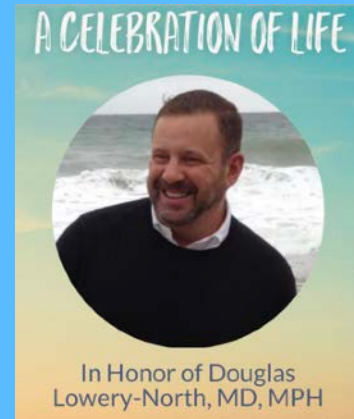 A CELEBRATION OF LIFE
In Honor of Douglas
Lowery-North, MD, MPH